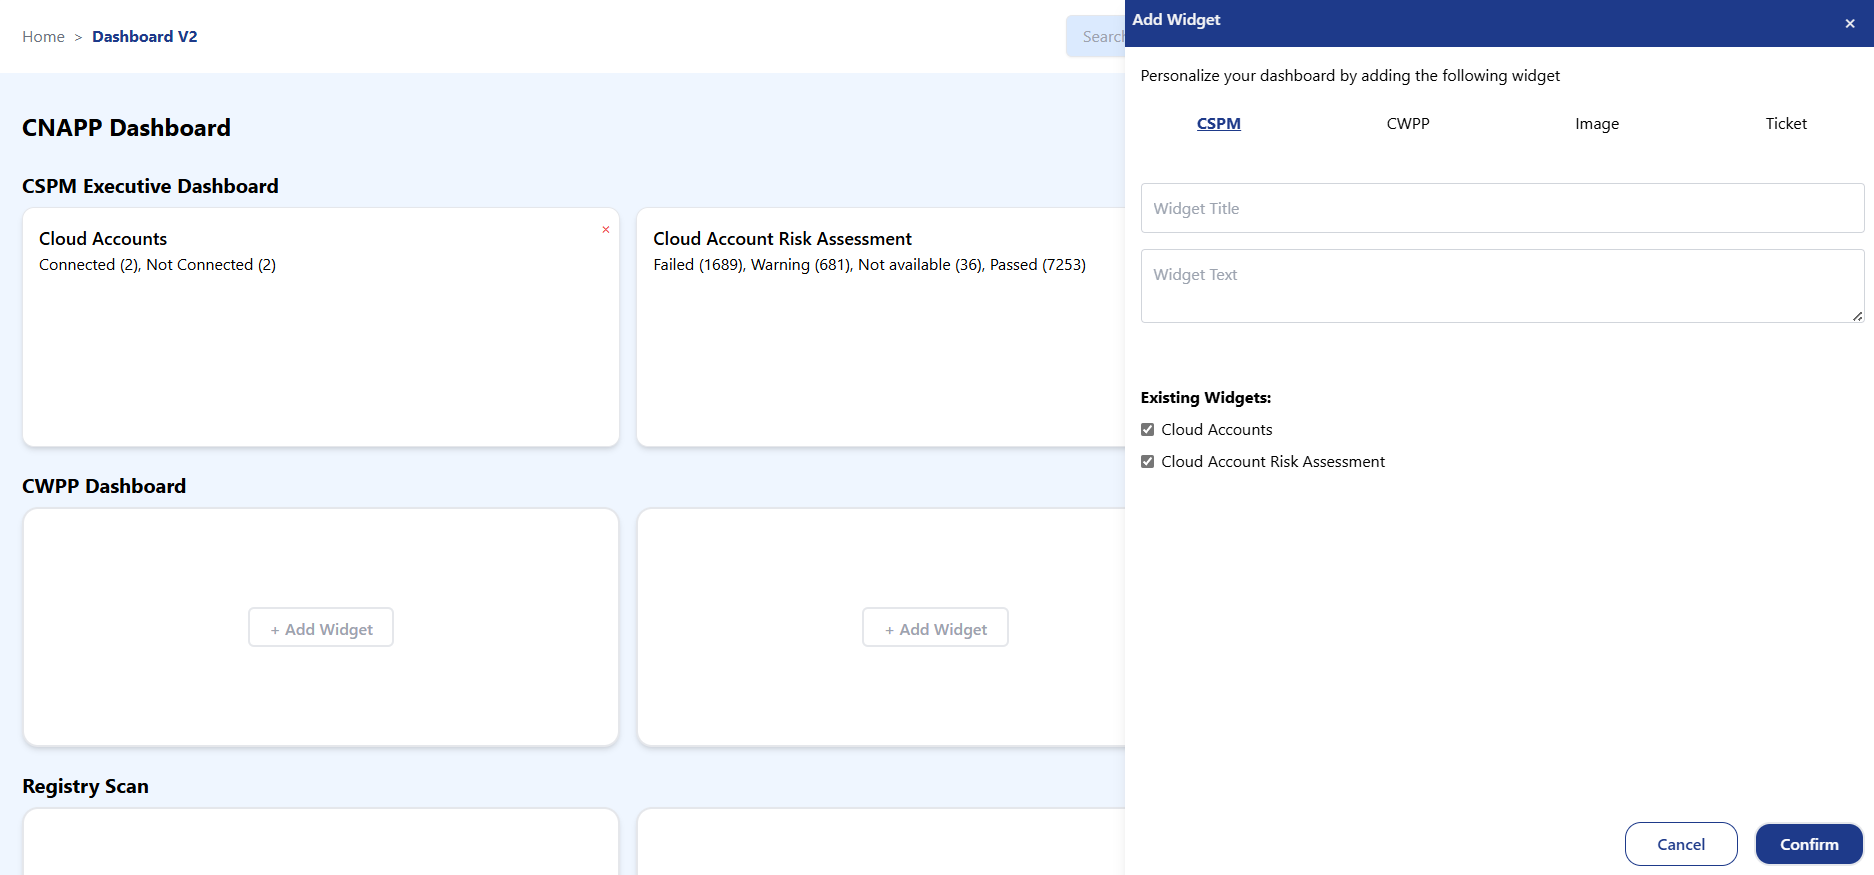 Home > Dashboard V2
Search
CNAPP Dashboard
CSPM Executive Dashboard
Cloud Accounts
×
Connected (2), Not Connected (2)
Cloud Account Risk Assessment
Failed (1689), Warning (681), Not available (36), Passed (7253)
CWPP Dashboard
+ Add Widget
+ Add Widget
Registry Scan
Add Widget
×
Personalize your dashboard by adding the following widget
CSPM CWPP Image Ticket
Widget Title
Widget Text
Existing Widgets:
Cloud Accounts
Cloud Account Risk Assessment
Cancel Confirm